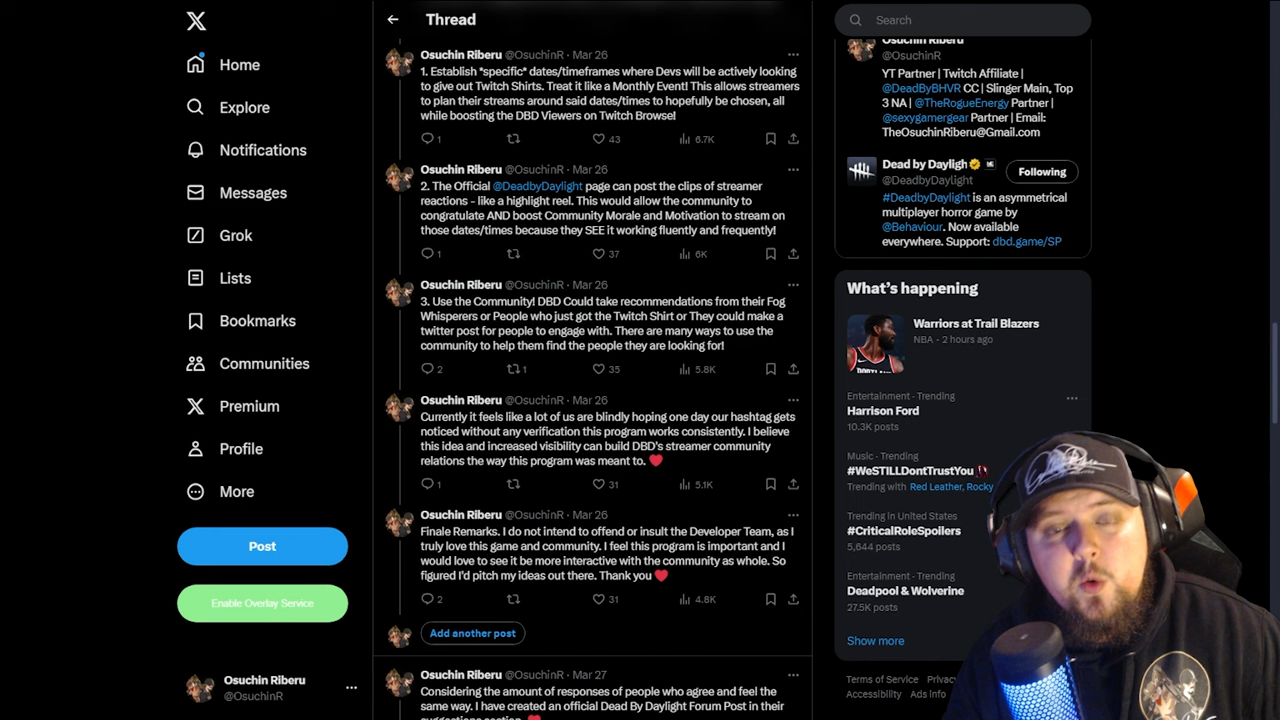 Thread
Search
Home
Explore
Notifications
Messages
Grok
Lists
Bookmarks
Communities
Premium
Profile
More
Post
Enable Overlay Service
Osuchin Riberu
@OsuchinR
Osuchin Riberu @OsuchinR · Mar 26
1. Establish *specific* dates/timeframes where Devs will be actively looking
to give out Twitch Shirts. Treat it like a Monthly Event! This allows streamers
to plan their streams around said dates/times to hopefully be chosen, all
while boosting the DBD Viewers on Twitch Browse!
1 43 6.7K
Osuchin Riberu @OsuchinR · Mar 26
2. The Official @DeadbyDaylight page can post the clips of streamer
reactions - like a highlight reel. This would allow the community to
congratulate AND boost Community Morale and Motivation to stream on
those dates/times because they SEE it working fluently and frequently!
1 37 6K
Osuchin Riberu @OsuchinR · Mar 26
3. Use the Community! DBD Could take recommendations from their Fog
Whisperers or People who just got the Twitch Shirt or They could make a
twitter post for people to engage with. There are many ways to use the
community to help them find the people they are looking for!
2 1 35 5.8K
Osuchin Riberu @OsuchinR · Mar 26
Currently it feels like a lot of us are blindly hoping one day our hashtag gets
noticed without any verification this program works consistently. I believe
this idea and increased visibility can build DBD's streamer community
relations the way this program was meant to. ❤️
1 31 5.1K
Osuchin Riberu @OsuchinR · Mar 26
Finale Remarks. I do not intend to offend or insult the Developer Team, as I
truly love this game and community. I feel this program is important and I
would love to see it be more interactive with the community as whole. So
figured I'd pitch my ideas out there. Thank you ❤️
2 31 4.8K
Add another post
Osuchin Riberu @OsuchinR · Mar 27
Considering the amount of responses of people who agree and feel the
same way. I have created an official Dead By Daylight Forum Post in their
suggestions section. ❤️
Osuchin Riberu
@OsuchinR
YT Partner | Twitch Affiliate |
@DeadByBHVR CC | Slinger Main, Top
3 NA | @TheRogueEnergy Partner |
@sexygamergear Partner | Email:
TheOsuchinRiberu@Gmail.com
Dead by Dayligh
Following
@DeadbyDaylight
#DeadbyDaylight is an asymmetrical
multiplayer horror game by
@Behaviour. Now available
everywhere. Support: dbd.game/SP
What's happening
Warriors at Trail Blazers
NBA · 2 hours ago
Entertainment · Trending
Harrison Ford
10.3K posts
Music · Trending
#WeSTILLDontTrustYou
Trending with Red Leather, Rocky
Trending in United States
#CriticalRoleSpoilers
5,644 posts
Entertainment · Trending
Deadpool & Wolverine
27.5K posts
Show more
Terms of Service Privac
Accessibility Ads info